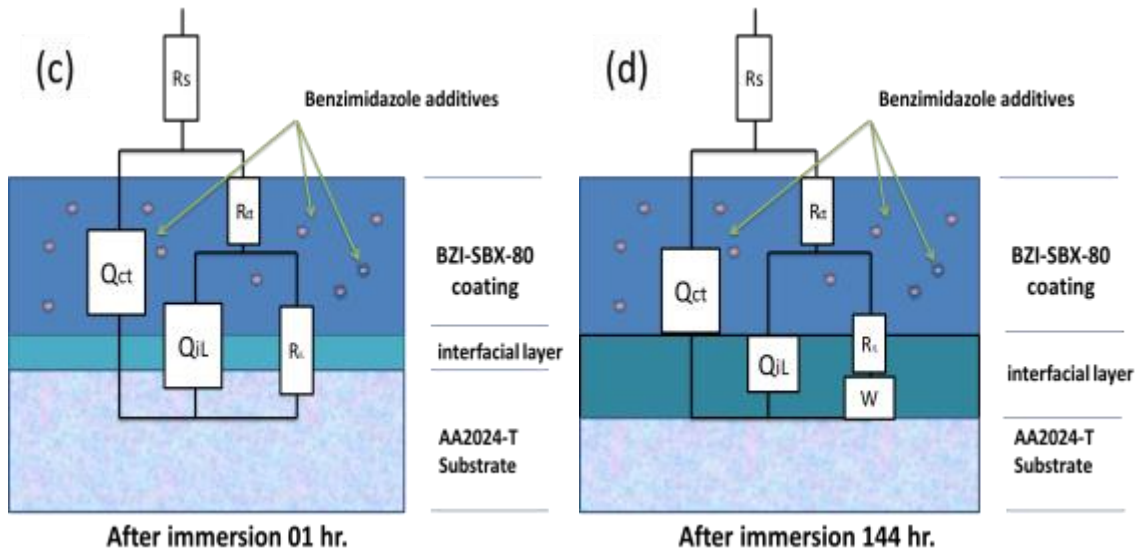 (c)
Rs
Benzimidazole additives
Rct
Qct
QiL
RiL
BZI-SBX-80
coating
interfacial layer
AA2024-T
Substrate
After immersion 01 hr.
(d)
Rs
Benzimidazole additives
Rct
Qct
QiL
RiL
W
BZI-SBX-80
coating
interfacial layer
AA2024-T
Substrate
After immersion 144 hr.